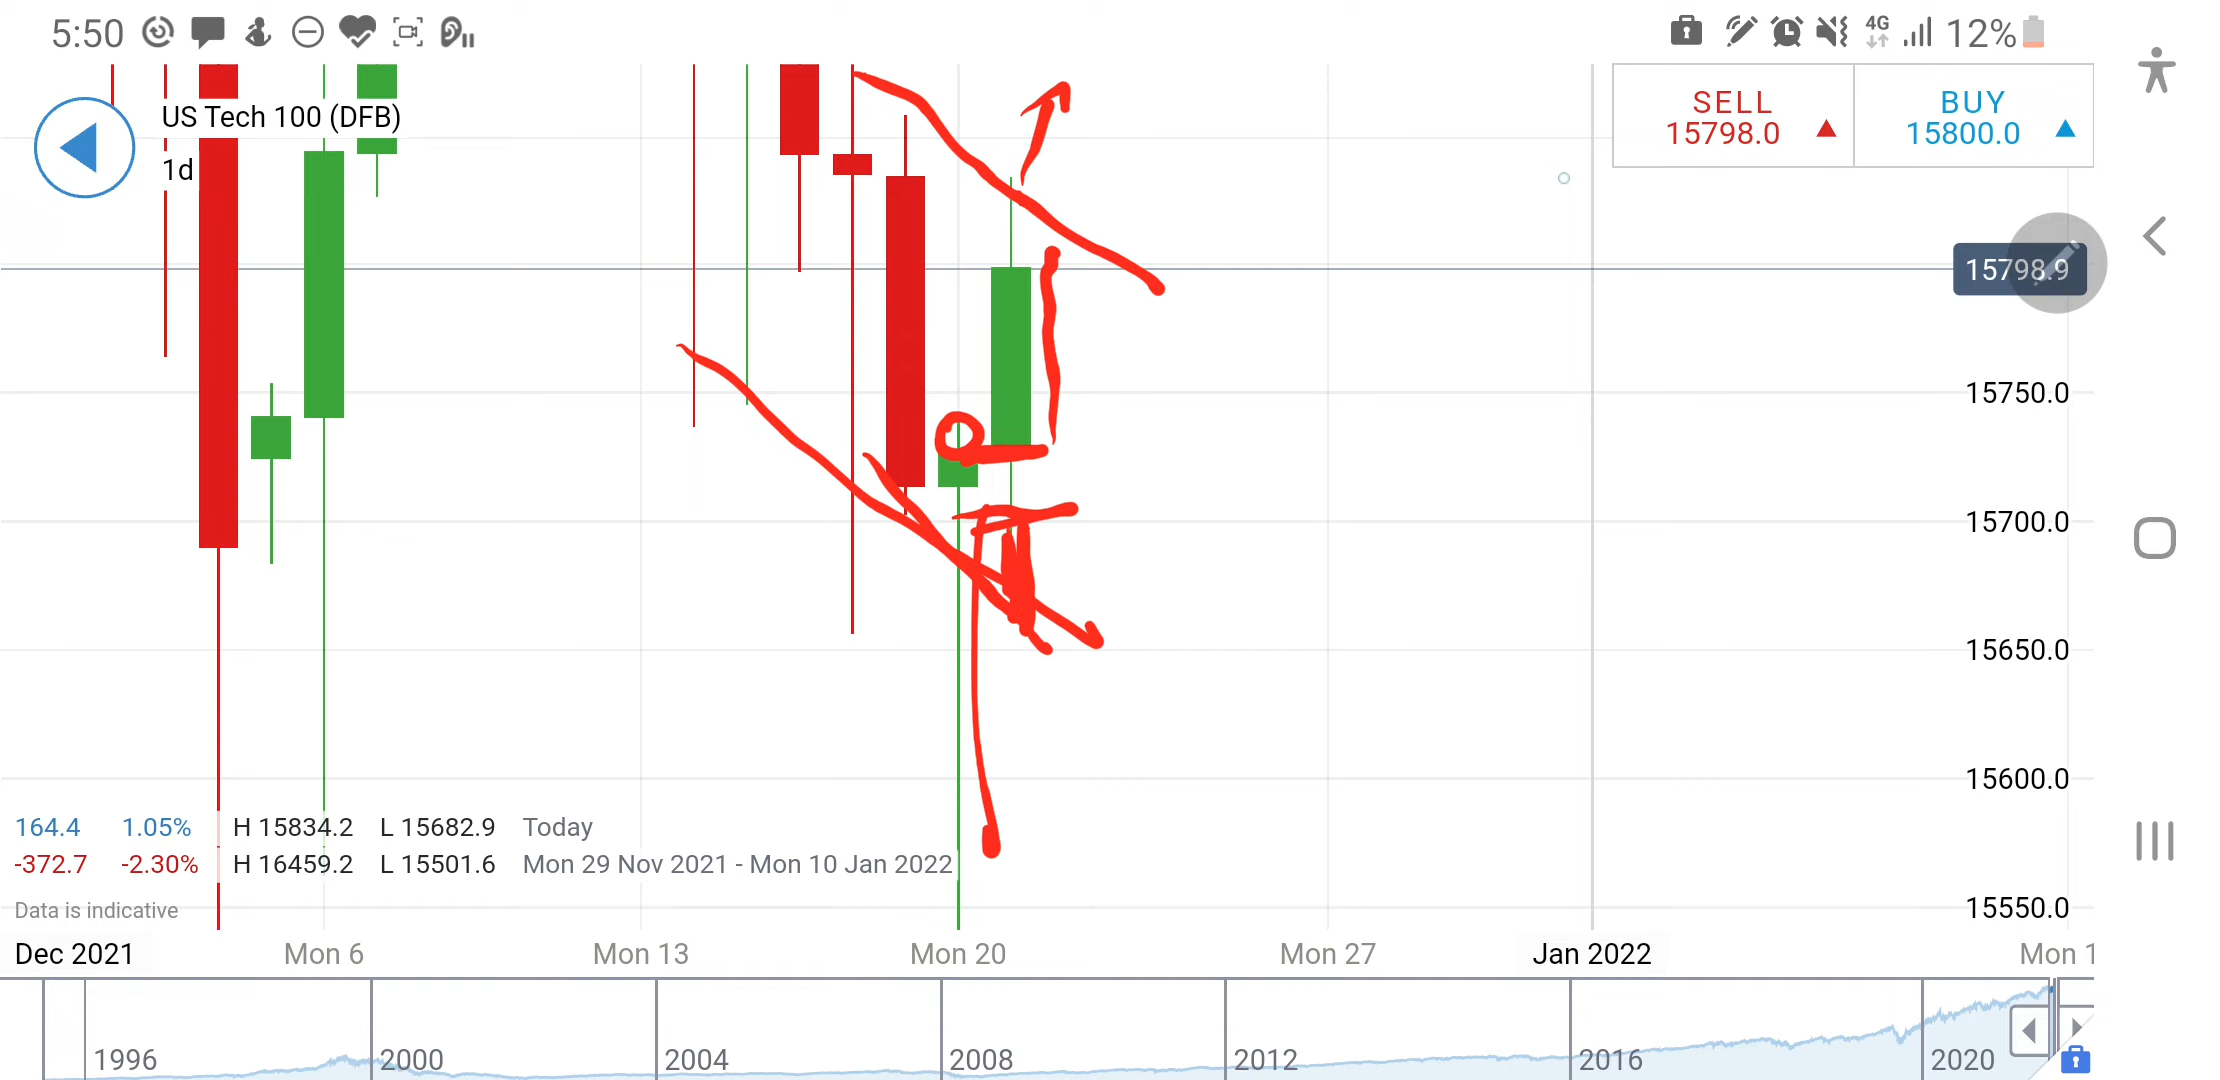 5:50 4G 12%
US Tech 100 (DFB)
1d
SELL BUY
15798.0 15800.0
15798.9
15750.0
15700.0
15650.0
15600.0
15550.0
164.4 1.05% H 15834.2 L 15682.9 Today
-372.7 -2.30% H 16459.2 L 15501.6 Mon 29 Nov 2021 - Mon 10 Jan 2022
Data is indicative
Dec 2021 Mon 6 Mon 13 Mon 20 Mon 27 Jan 2022 Mon 1
1996 2000 2004 2008 2012 2016 2020